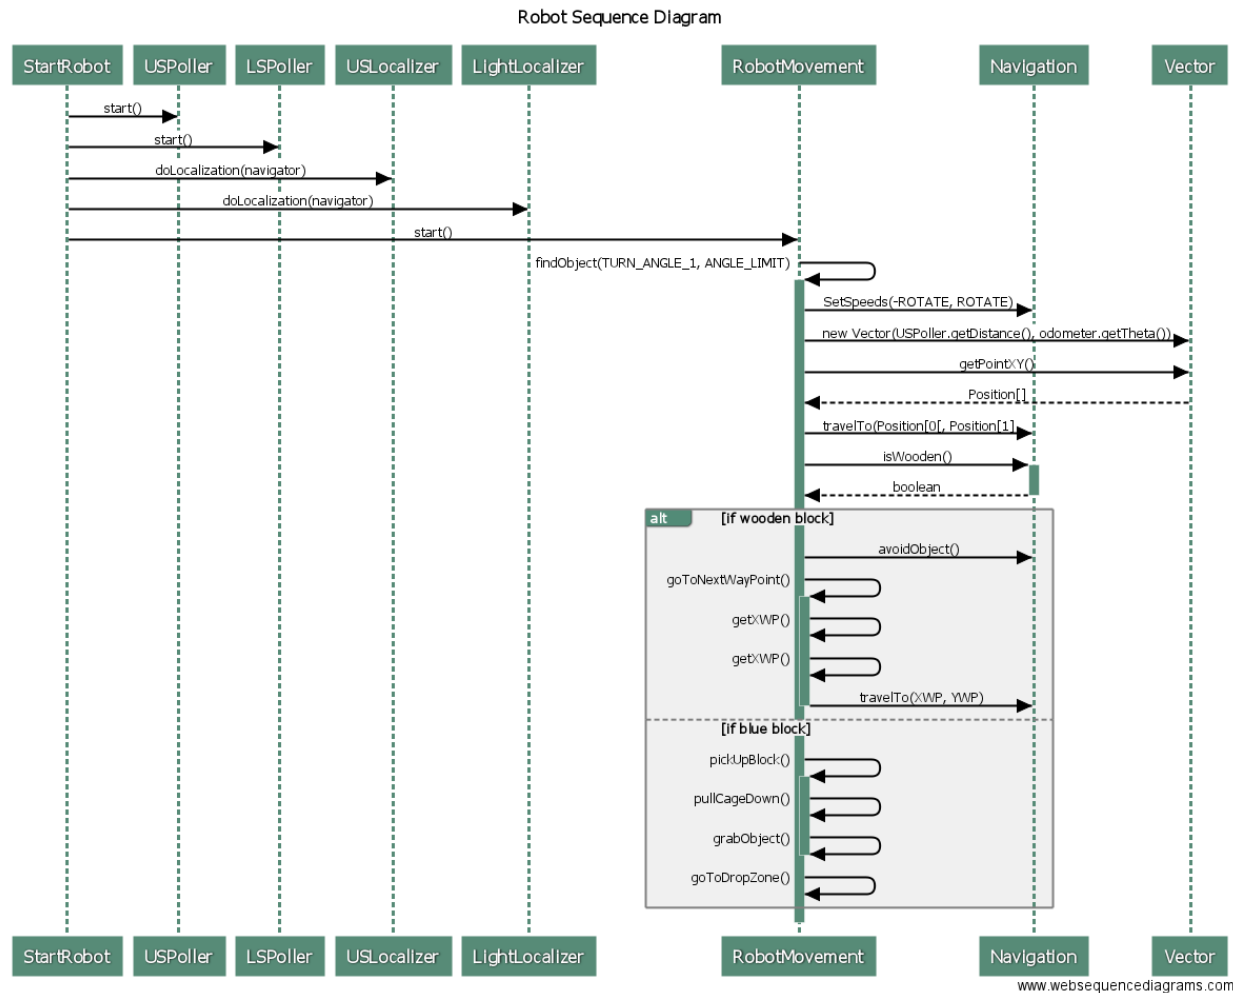 Robot Sequence Diagram
StartRobot USPoller LSPoller USLocalizer LightLocalizer RobotMovement Navigation Vector
start()
start()
doLocalization(navigator)
doLocalization(navigator)
start()
findObject(TURN_ANGLE_1, ANGLE_LIMIT)
SetSpeeds(-ROTATE, ROTATE)
new Vector(USPoller.getDistance(), odometer.getTheta())
getPointXY()
Position[]
travelTo(Position[0[, Position[1]
isWooden()
boolean
alt [if wooden block]
avoidObject()
goToNextWayPoint()
getXWP()
getXWP()
travelTo(XWP, YWP)
[if blue block]
pickUpBlock()
pullCageDown()
grabObject()
goToDropZone()
StartRobot USPoller LSPoller USLocalizer LightLocalizer RobotMovement Navigation Vector
www.websequencediagrams.com